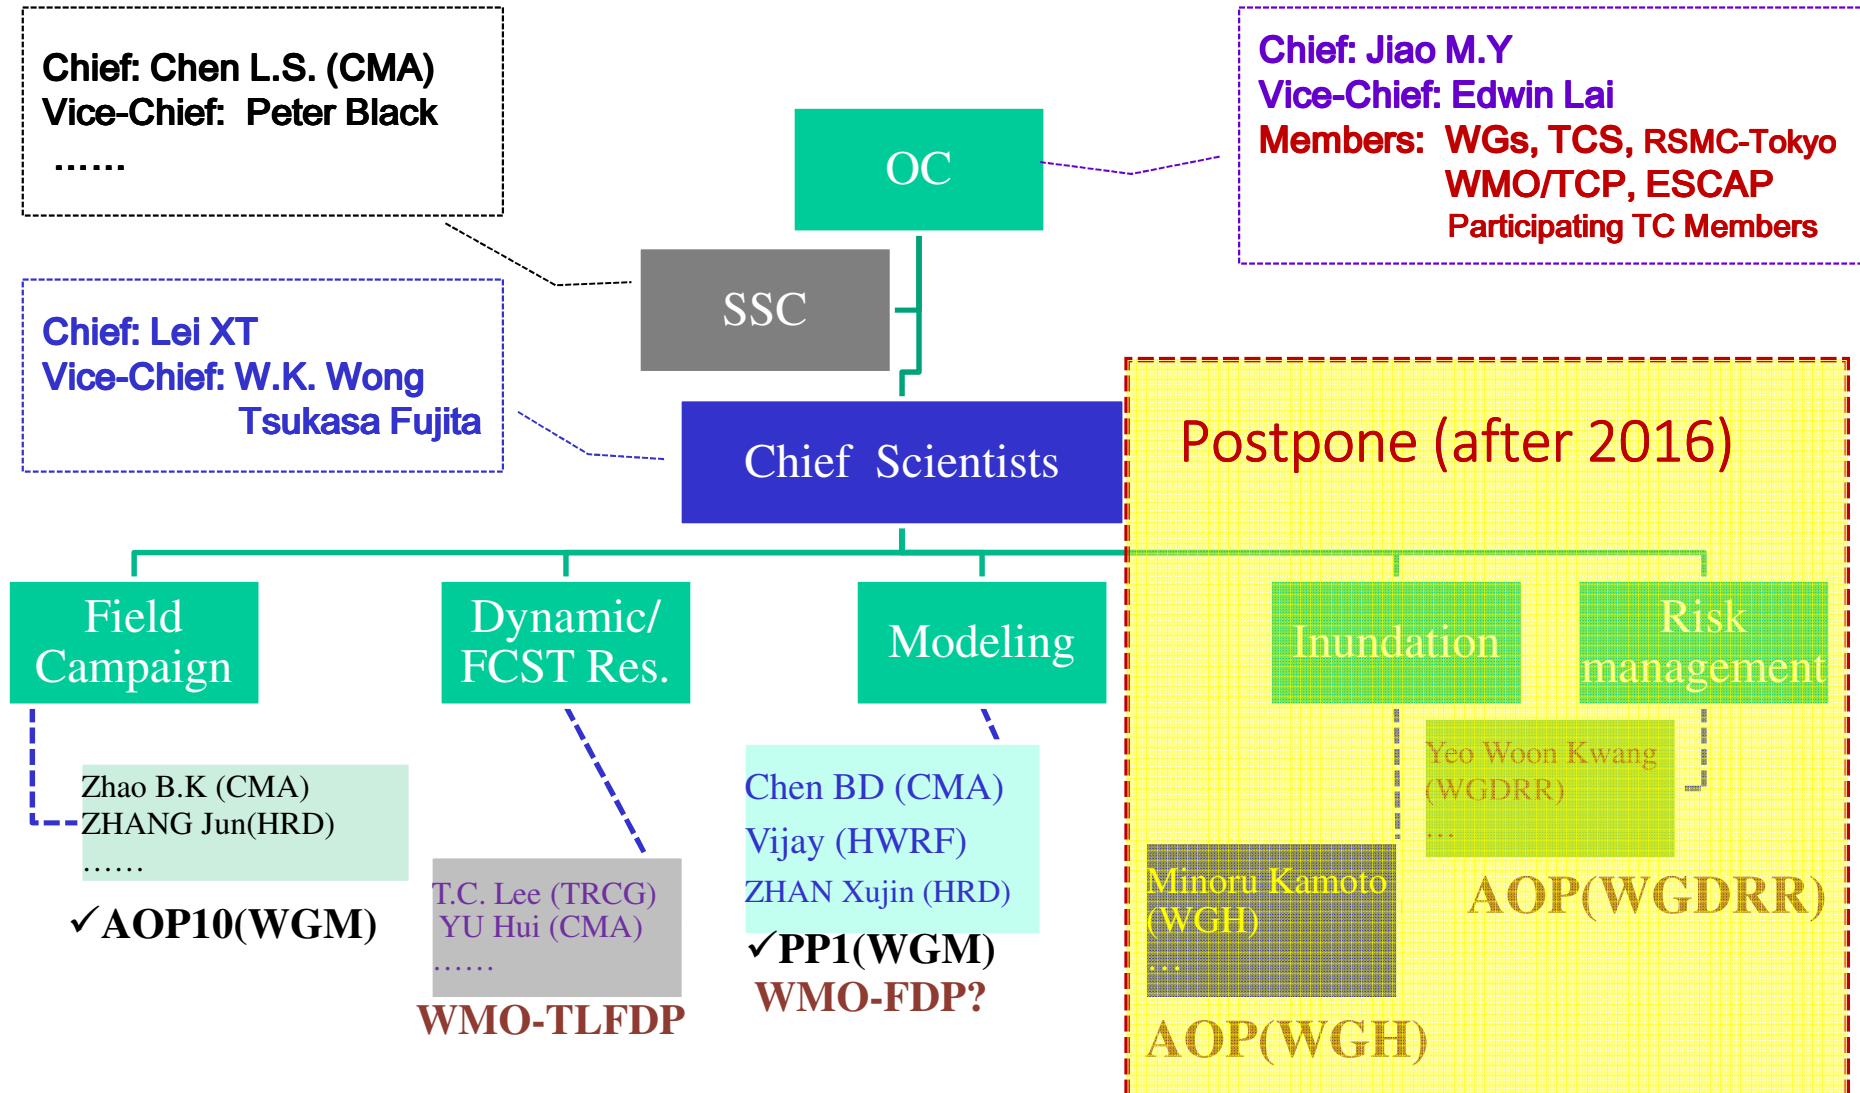 Chief: Chen L.S. (CMA)
Vice-Chief: Peter Black
......
OC
Chief: Jiao M.Y
Vice-Chief: Edwin Lai
Members: WGs, TCS, RSMC-Tokyo
WMO/TCP, ESCAP
Participating TC Members
SSC
Chief: Lei XT
Vice-Chief: W.K. Wong
Tsukasa Fujita
Chief Scientists
Postpone (after 2016)
Field
Campaign
Dynamic/
FCST Res.
Modeling
Inundation
Risk
management
Zhao B.K (CMA)
ZHANG Jun(HRD)
......
✓AOP10(WGM)
T.C. Lee (TRCG)
YU Hui (CMA)
......
WMO-TLFDP
Chen BD (CMA)
Vijay (HWRF)
ZHAN Xujin (HRD)
✓PP1(WGM)
WMO-FDP?
Minoru Kamoto
(WGH)
...
AOP(WGH)
Yeo Woon Kwang
(WGDRR)
...
AOP(WGDRR)